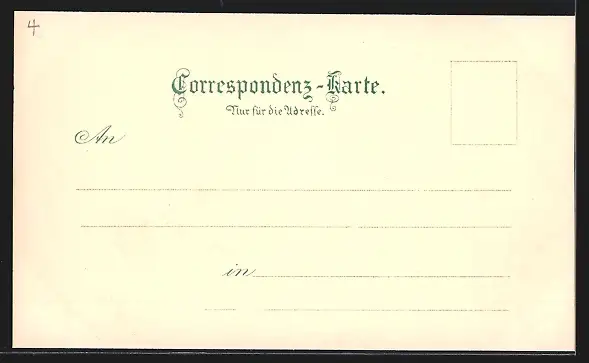 4
Correspondenz-Karte.
Nur für die Adresse.
An
in